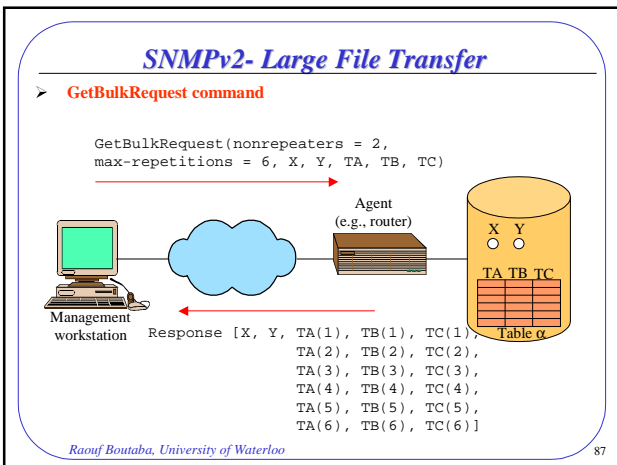 SNMPv2- Large File Transfer
➢ GetBulkRequest command
GetBulkRequest(nonrepeaters = 2,
max-repetitions = 6, X, Y, TA, TB, TC)
Agent
(e.g., router)
X Y
TA TB TC
Table α
Management
workstation
Response [X, Y, TA(1), TB(1), TC(1),
TA(2), TB(2), TC(2),
TA(3), TB(3), TC(3),
TA(4), TB(4), TC(4),
TA(5), TB(5), TC(5),
TA(6), TB(6), TC(6)]
Raouf Boutaba, University of Waterloo
87